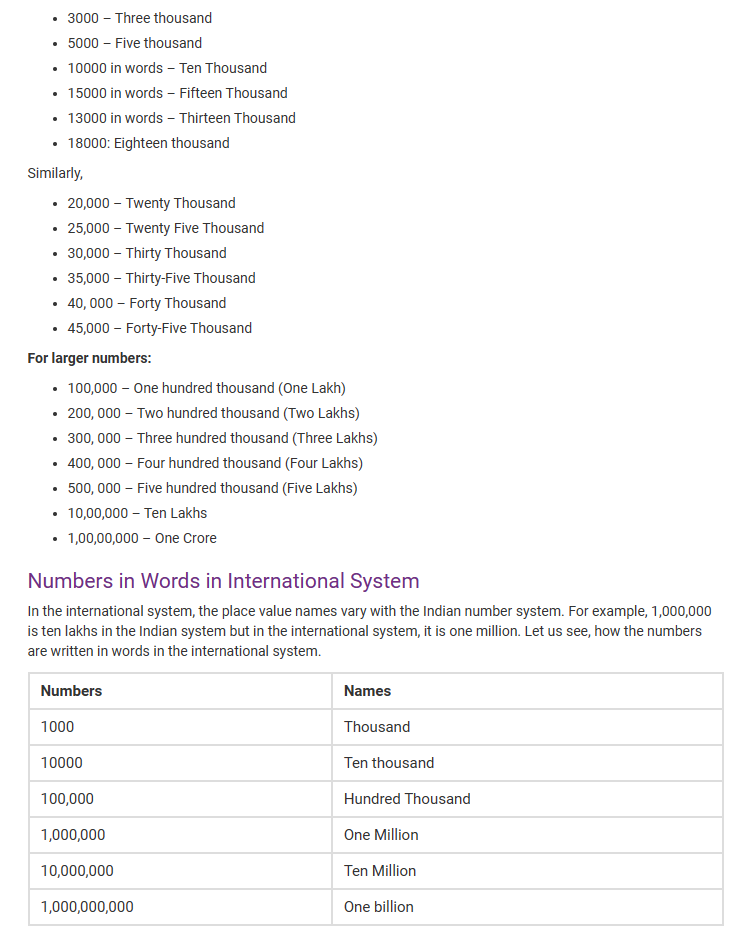 • 3000 – Three thousand
• 5000 – Five thousand
• 10000 in words – Ten Thousand
• 15000 in words – Fifteen Thousand
• 13000 in words – Thirteen Thousand
• 18000: Eighteen thousand
Similarly,
• 20,000 – Twenty Thousand
• 25,000 – Twenty Five Thousand
• 30,000 – Thirty Thousand
• 35,000 – Thirty-Five Thousand
• 40, 000 – Forty Thousand
• 45,000 – Forty-Five Thousand
For larger numbers:
• 100,000 – One hundred thousand (One Lakh)
• 200, 000 – Two hundred thousand (Two Lakhs)
• 300, 000 – Three hundred thousand (Three Lakhs)
• 400, 000 – Four hundred thousand (Four Lakhs)
• 500, 000 – Five hundred thousand (Five Lakhs)
• 10,00,000 – Ten Lakhs
• 1,00,00,000 – One Crore
Numbers in Words in International System
In the international system, the place value names vary with the Indian number system. For example, 1,000,000
is ten lakhs in the Indian system but in the international system, it is one million. Let us see, how the numbers
are written in words in the international system.
Numbers Names
1000 Thousand
10000 Ten thousand
100,000 Hundred Thousand
1,000,000 One Million
10,000,000 Ten Million
1,000,000,000 One billion